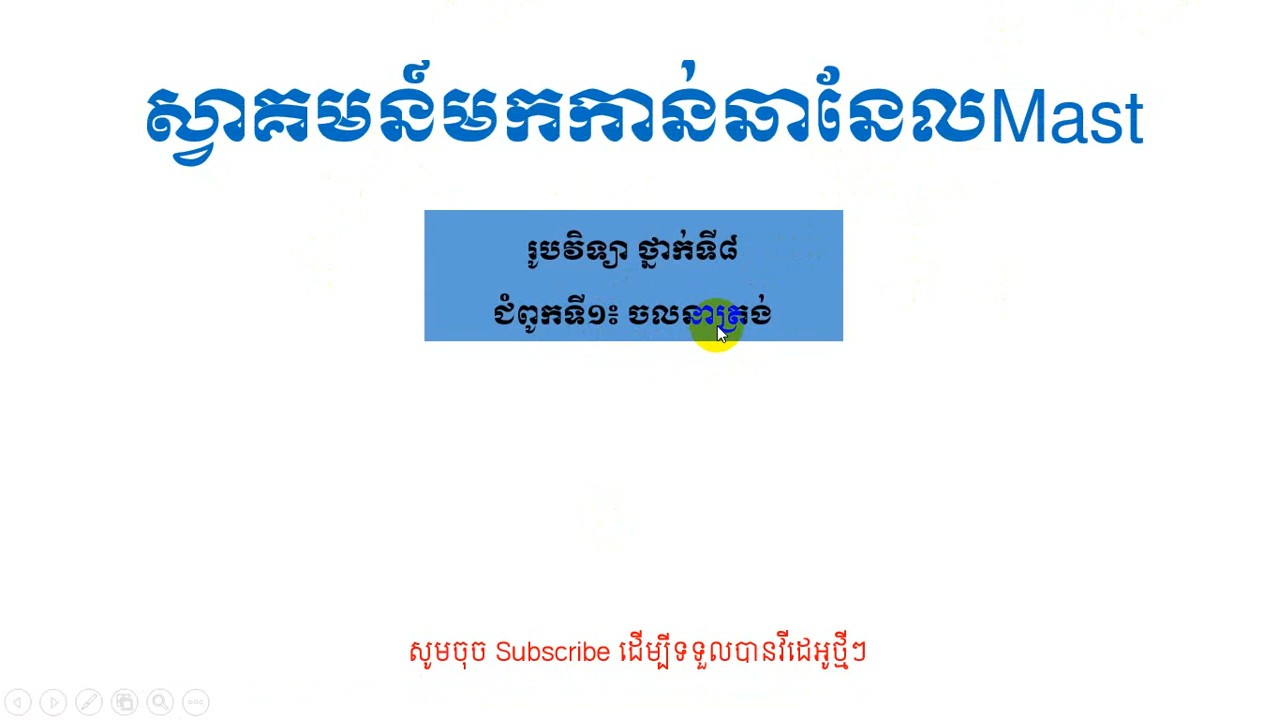 ស្វាគមន៍មកកាន់ឆានែលMast
រូបវិទ្យា ថ្នាក់ទី៨
ជំពូកទី១៖ ចលនាត្រង់
សូមចុច Subscribe ដើម្បីទទួលបានវីដេអូថ្មីៗ